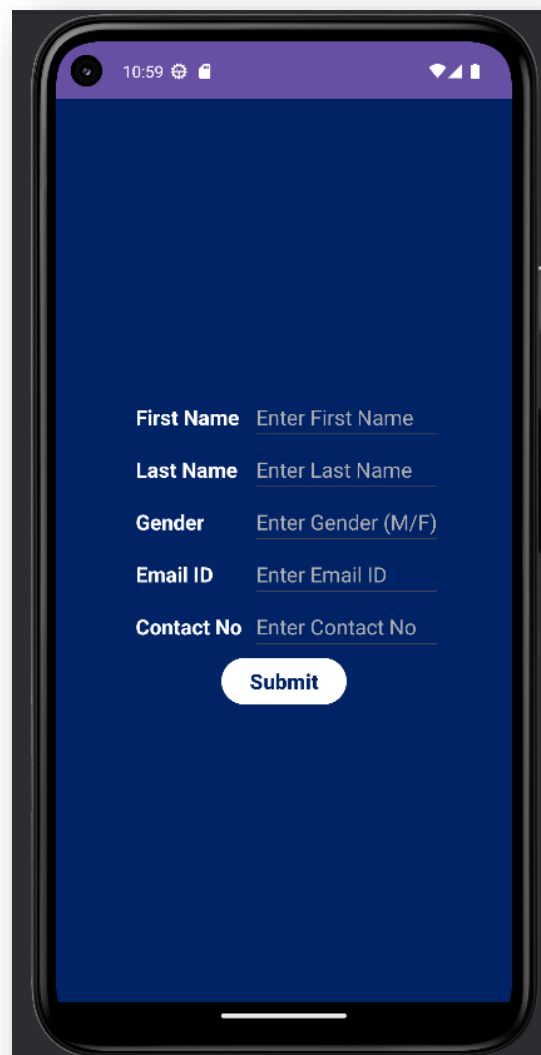 10:59
First Name Enter First Name
Last Name Enter Last Name
Gender Enter Gender (M/F)
Email ID Enter Email ID
Contact No Enter Contact No
Submit